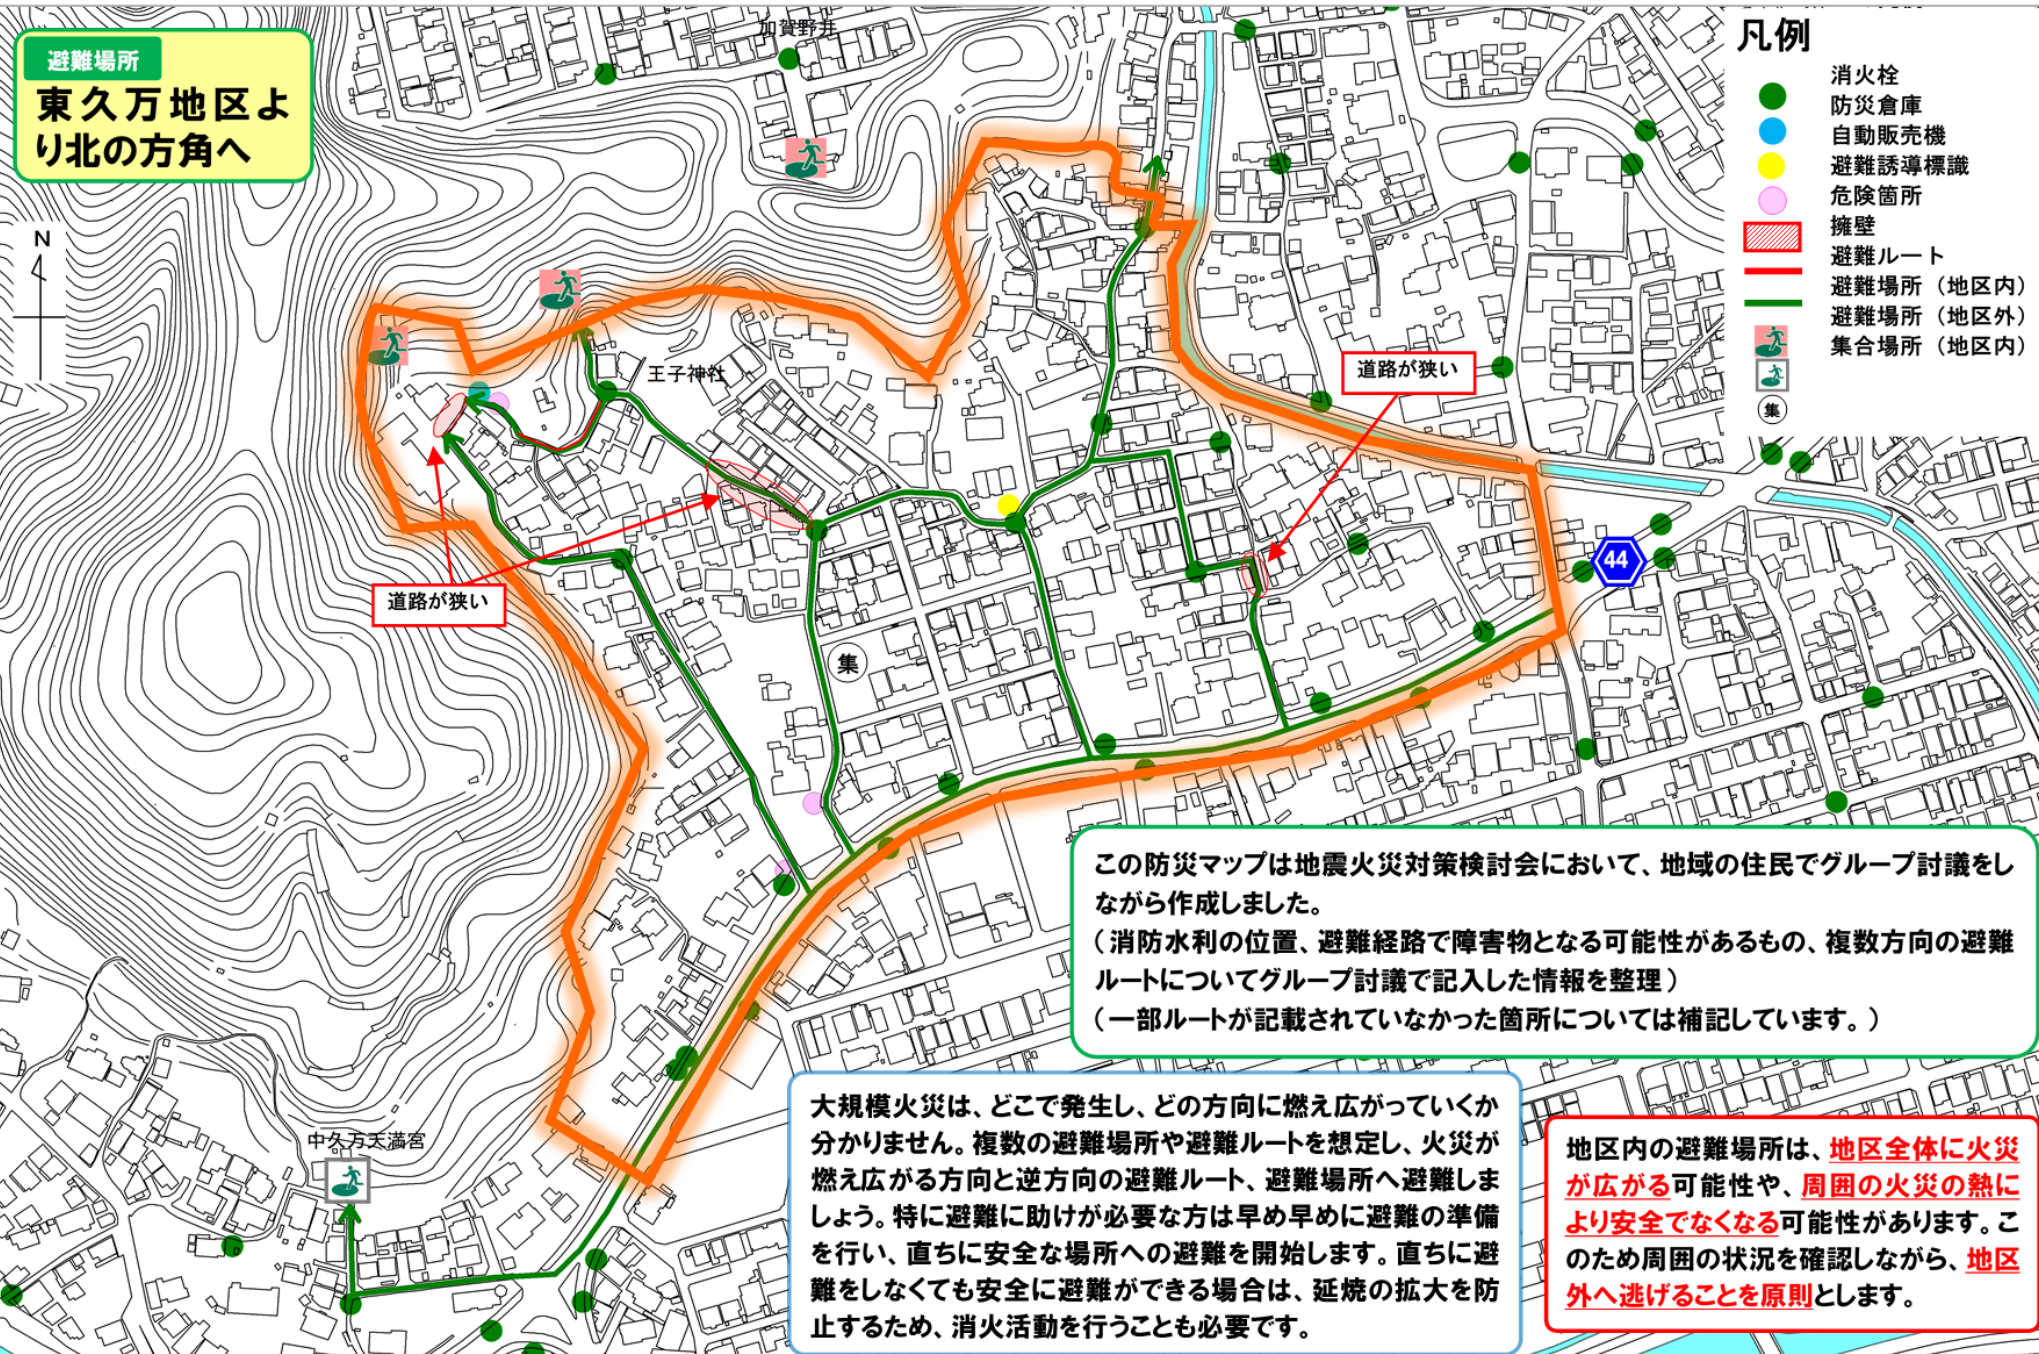 避難場所
東久万地区よ
り北の方角へ
N
加賀野井
凡例
消火栓
防災倉庫
自動販売機
避難誘導標識
危険箇所
擁壁
避難ルート
避難場所（地区内）
避難場所（地区外）
集合場所（地区内）
集
王子神社
道路が狭い
道路が狭い
44
集
この防災マップは地震火災対策検討会において、地域の住民でグループ討議をし
ながら作成しました。
（消防水利の位置、避難経路で障害物となる可能性があるもの、複数方向の避難
ルートについてグループ討議で記入した情報を整理）
（一部ルートが記載されていなかった箇所については補記しています。）
中久万天満宮
大規模火災は、どこで発生し、どの方向に燃え広がっていくか
分かりません。複数の避難場所や避難ルートを想定し、火災が
燃え広がる方向と逆方向の避難ルート、避難場所へ避難しま
しょう。特に避難に助けが必要な方は早め早めに避難の準備
を行い、直ちに安全な場所への避難を開始します。直ちに避
難をしなくても安全に避難ができる場合は、延焼の拡大を防
止するため、消火活動を行うことも必要です。
地区内の避難場所は、地区全体に火災
が広がる可能性や、周囲の火災の熱に
より安全でなくなる可能性があります。こ
のため周囲の状況を確認しながら、地区
外へ逃げることを原則とします。